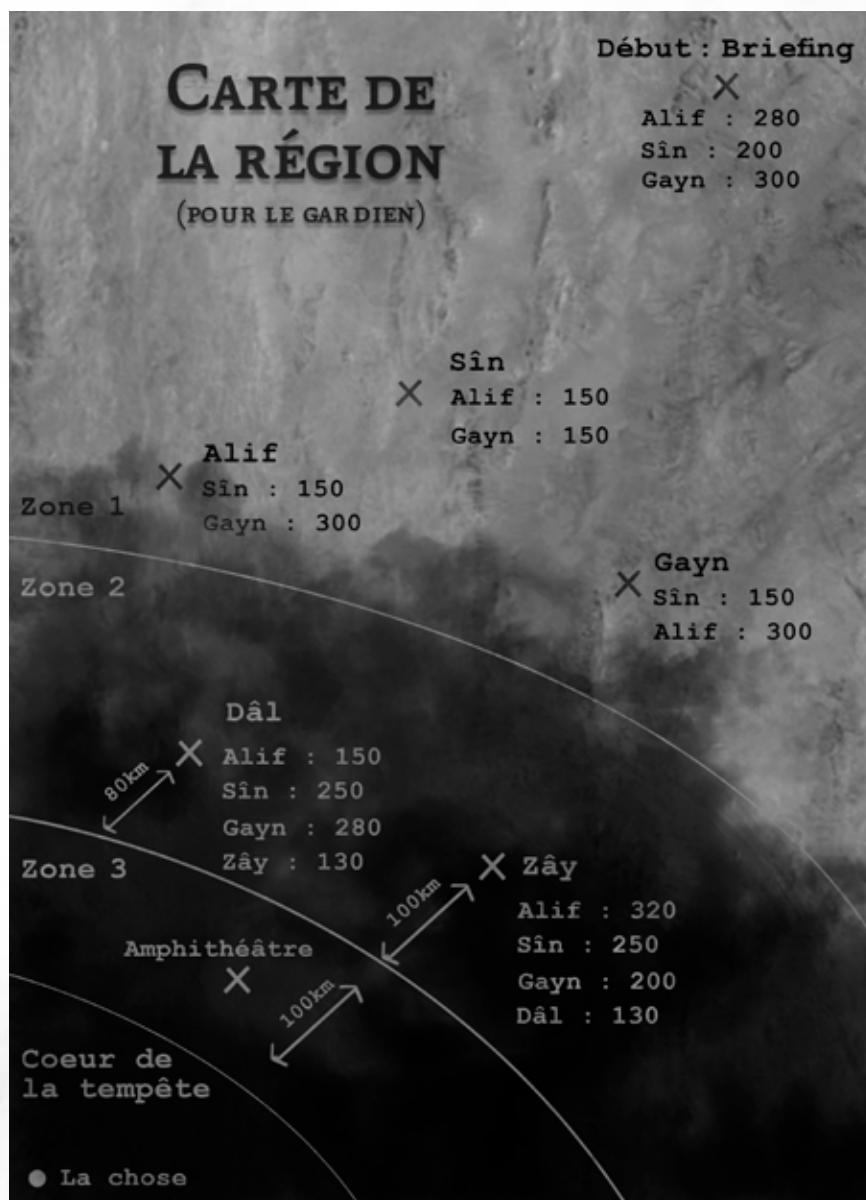 CARTE DE
LA RÉGION
(POUR LE GARDIEN)
Début : Briefing
Alif : 280
Sîn : 200
Gayn : 300
Sîn
Alif : 150
Gayn : 150
Alif
Sîn : 150
Gayn : 300
Zone 1
Zone 2
Gayn
Sîn : 150
Alif : 300
Dâl
Alif : 150
Sîn : 250
Gayn : 280
Zây : 130
80km
Zone 3
Zây
Alif : 320
Sîn : 250
Gayn : 200
Dâl : 130
100km
Amphithéâtre
100km
Coeur de
la tempête
La chose